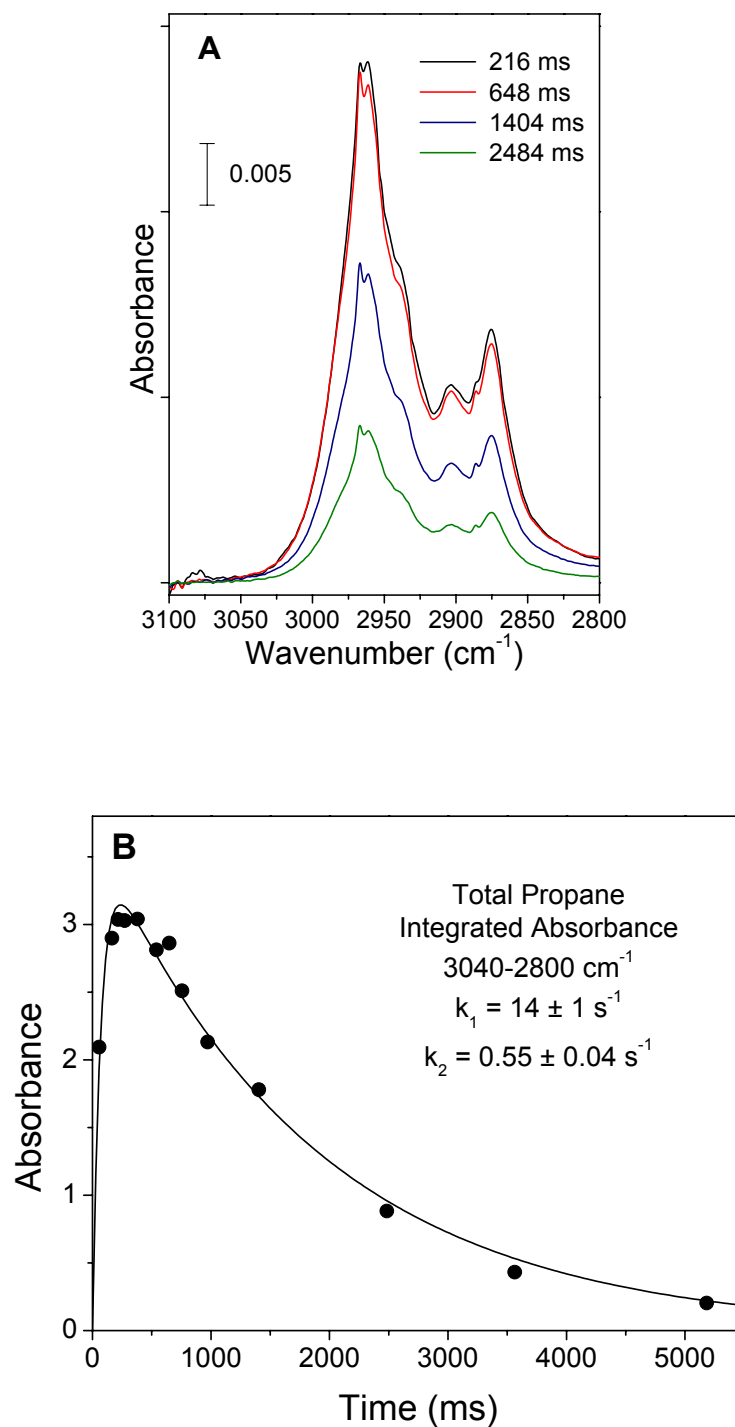 A
216 ms
648 ms
1404 ms
2484 ms
0.005
Absorbance
3100 3050 3000 2950 2900 2850 2800
Wavenumber (cm⁻¹)
B
Total Propane
Integrated Absorbance
3040-2800 cm⁻¹
k₁ = 14 ± 1 s⁻¹
k₂ = 0.55 ± 0.04 s⁻¹
Absorbance
3
2
1
0
0 1000 2000 3000 4000 5000
Time (ms)